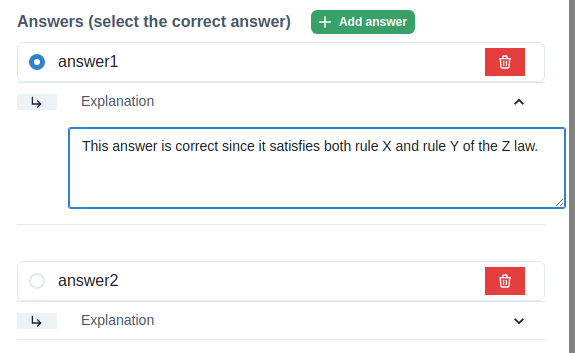 Answers (select the correct answer)
Add answer
answer1
Explanation
This answer is correct since it satisfies both rule X and rule Y of the Z law.
answer2
Explanation